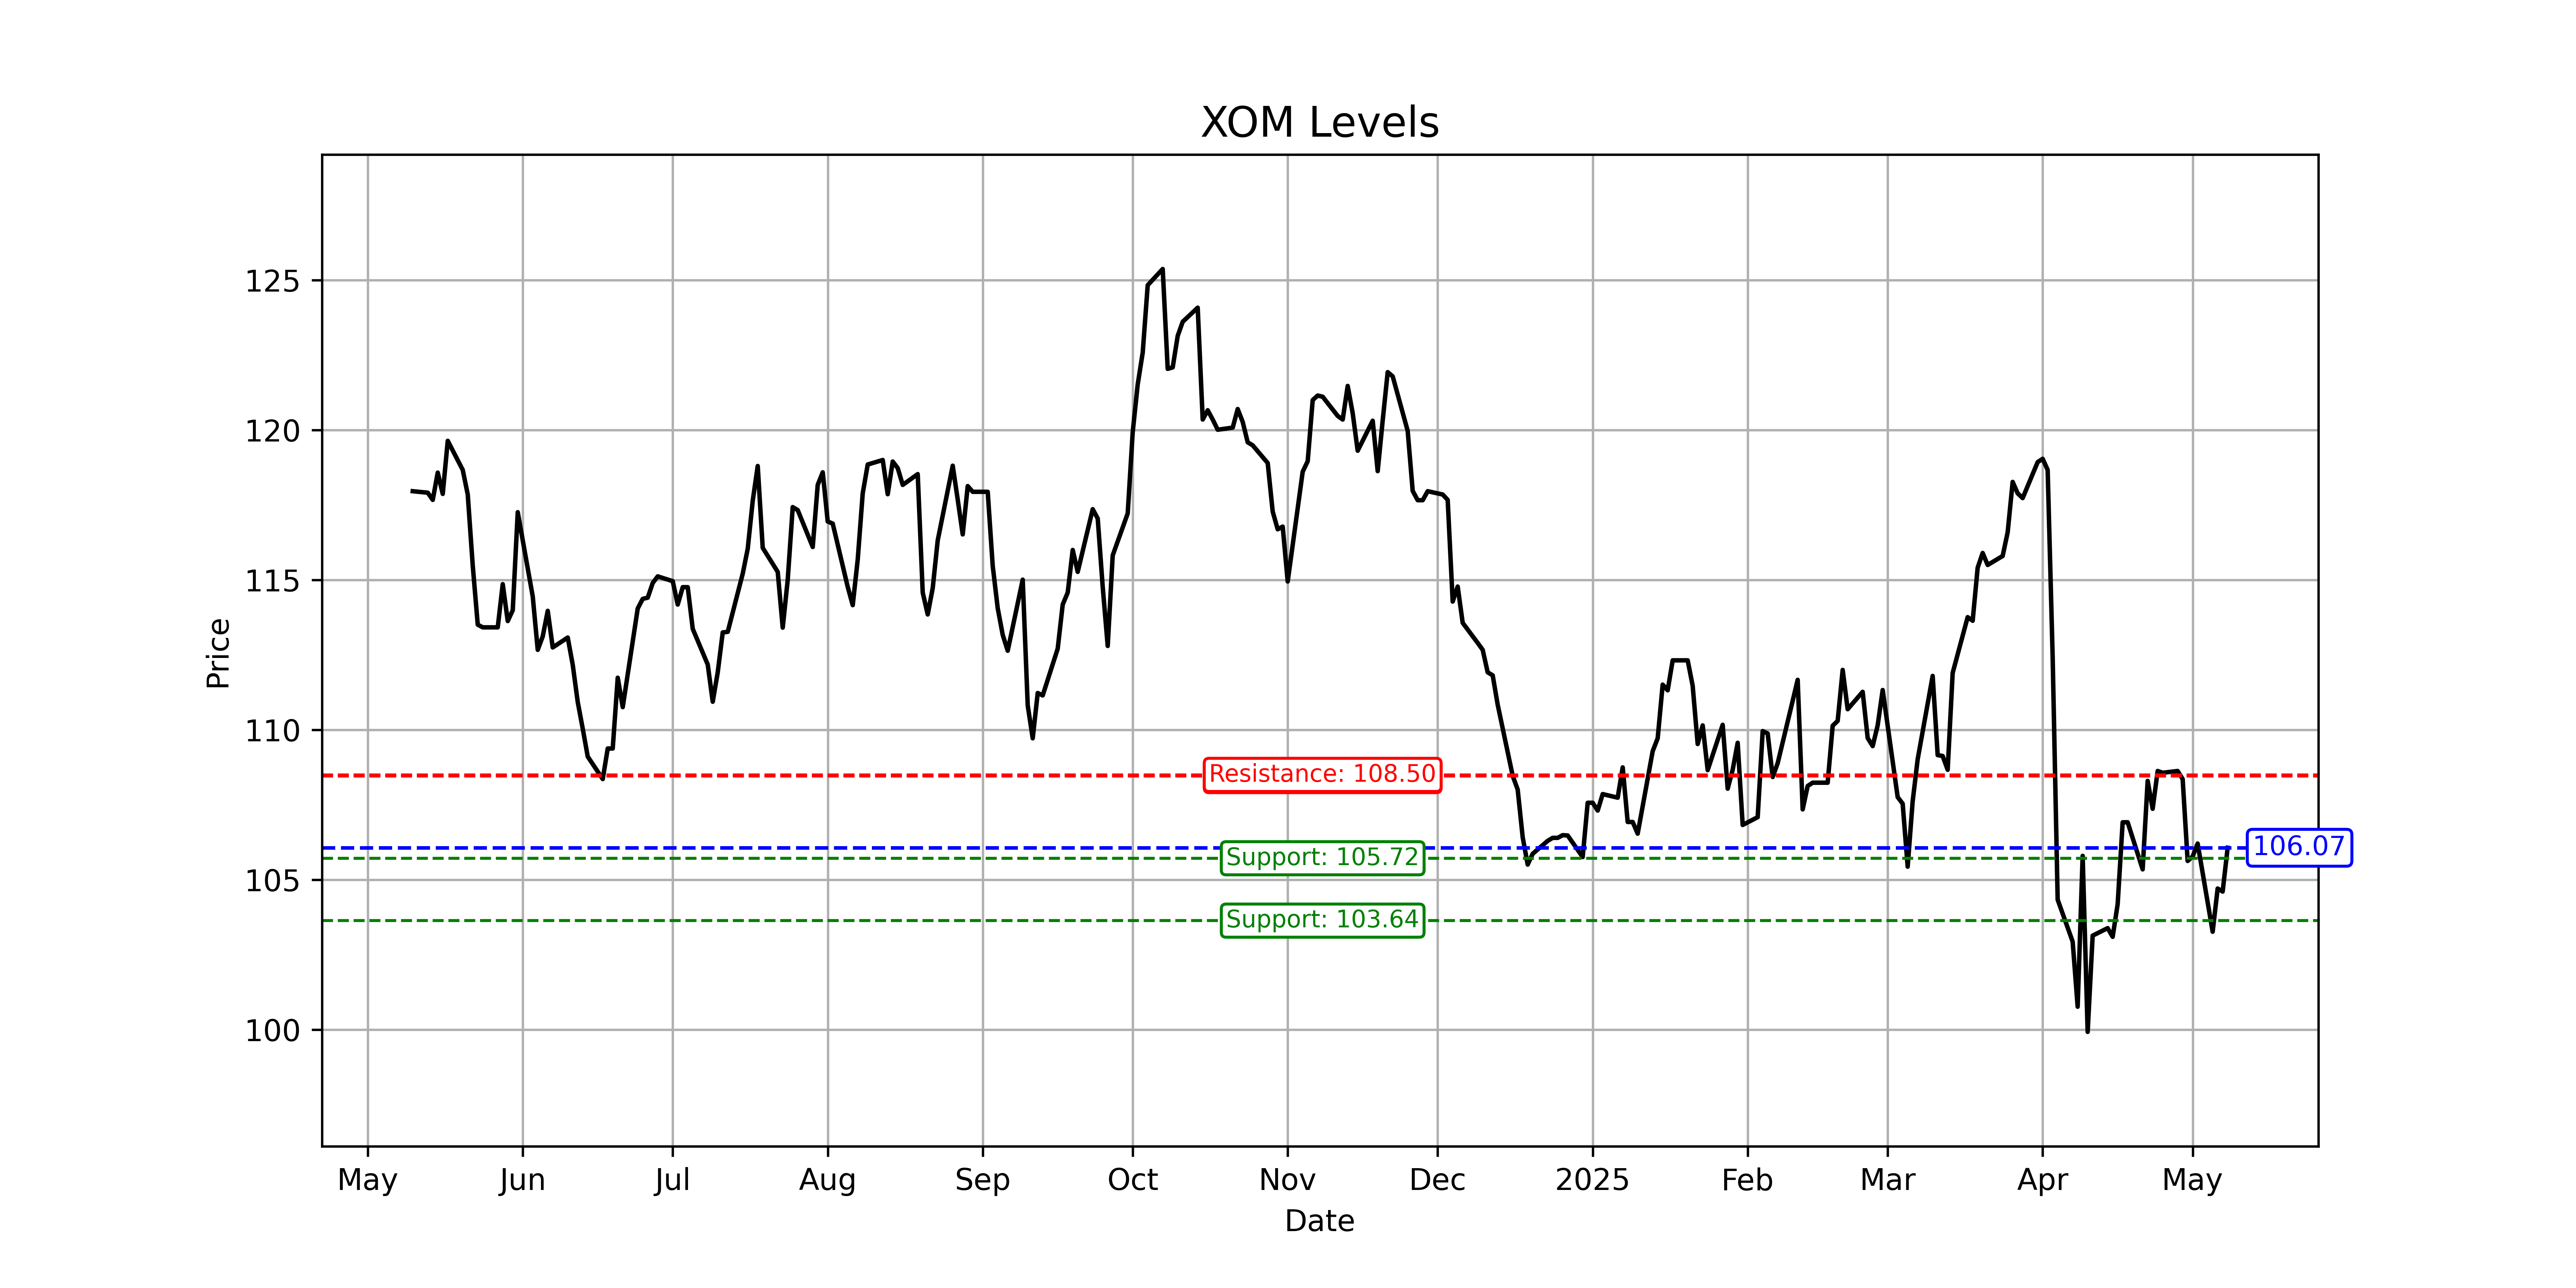 XOM Levels
Price
125
120
115
110
105
100
Resistance: 108.50
Support: 105.72
106.07
Support: 103.64
May Jun Jul Aug Sep Oct Nov Dec 2025 Feb Mar Apr May
Date